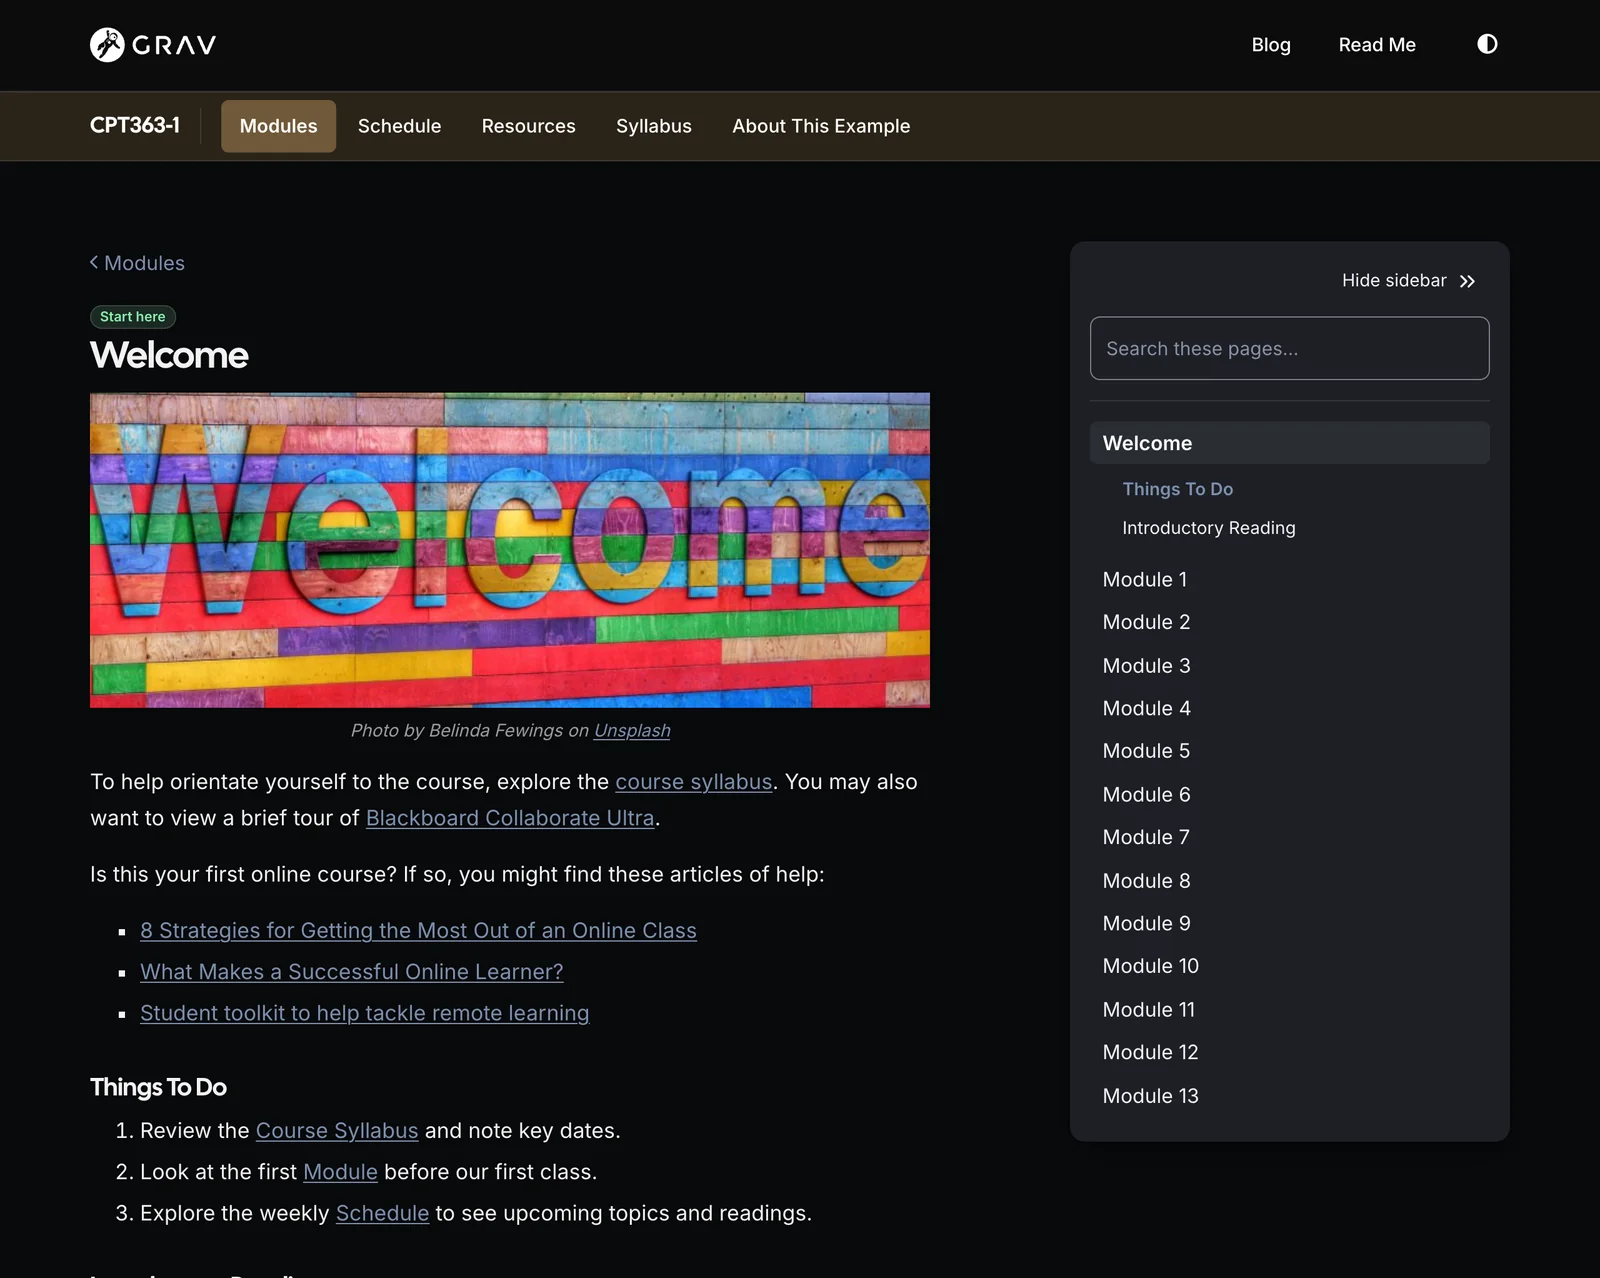 GRAV
Blog
Read Me
CPT363-1
Modules
Schedule
Resources
Syllabus
About This Example
Modules
Start here
Welcome
Welcome
Photo by Belinda Fewings on Unsplash
To help orientate yourself to the course, explore the course syllabus. You may also
want to view a brief tour of Blackboard Collaborate Ultra.
Is this your first online course? If so, you might find these articles of help:
8 Strategies for Getting the Most Out of an Online Class
What Makes a Successful Online Learner?
Student toolkit to help tackle remote learning
Things To Do
1. Review the Course Syllabus and note key dates.
2. Look at the first Module before our first class.
3. Explore the weekly Schedule to see upcoming topics and readings.
Hide sidebar
Search these pages...
Welcome
Things To Do
Introductory Reading
Module 1
Module 2
Module 3
Module 4
Module 5
Module 6
Module 7
Module 8
Module 9
Module 10
Module 11
Module 12
Module 13